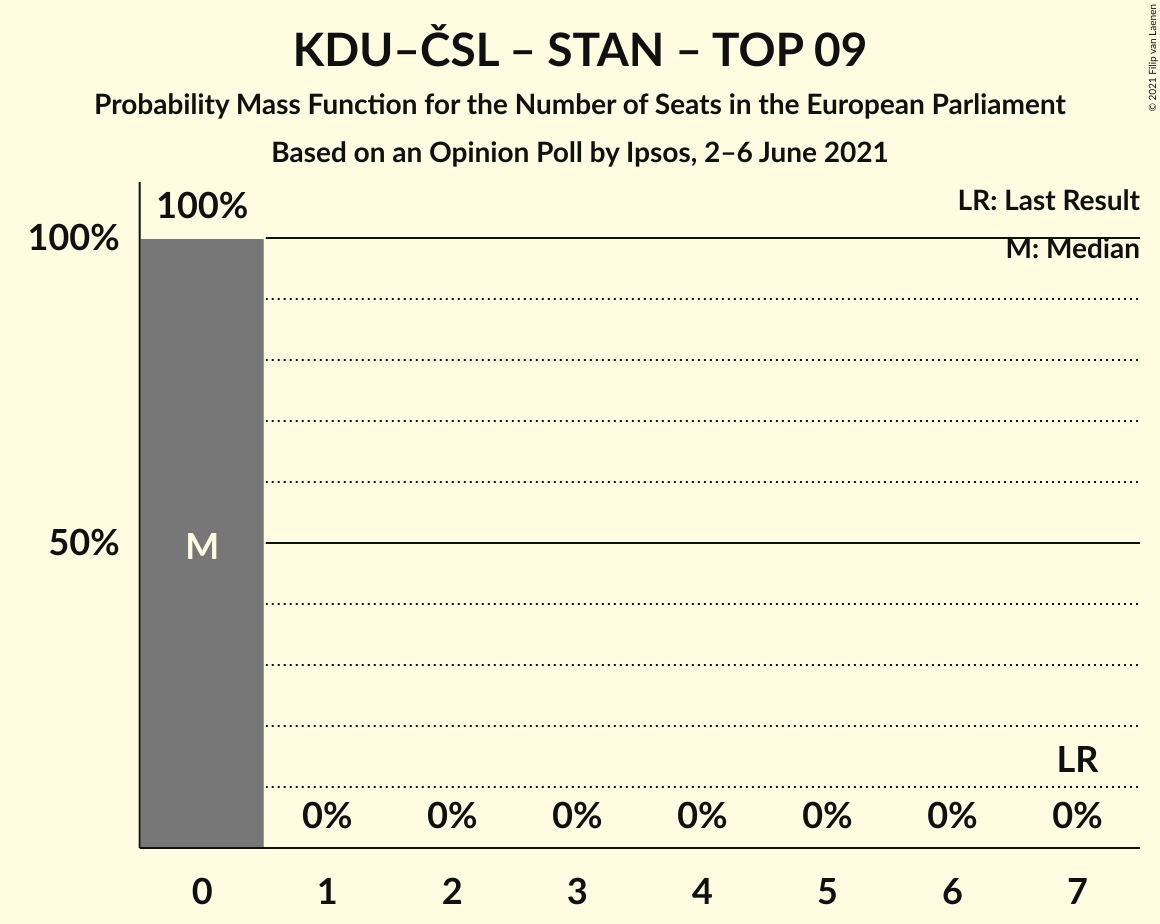 KDU–ČSL – STAN – TOP 09
Probability Mass Function for the Number of Seats in the European Parliament
Based on an Opinion Poll by Ipsos, 2–6 June 2021
© 2021 Filip van Laenen
LR: Last Result
M: Median
100%
100%
50%
M
LR
0% 0% 0% 0% 0% 0% 0%
0 1 2 3 4 5 6 7